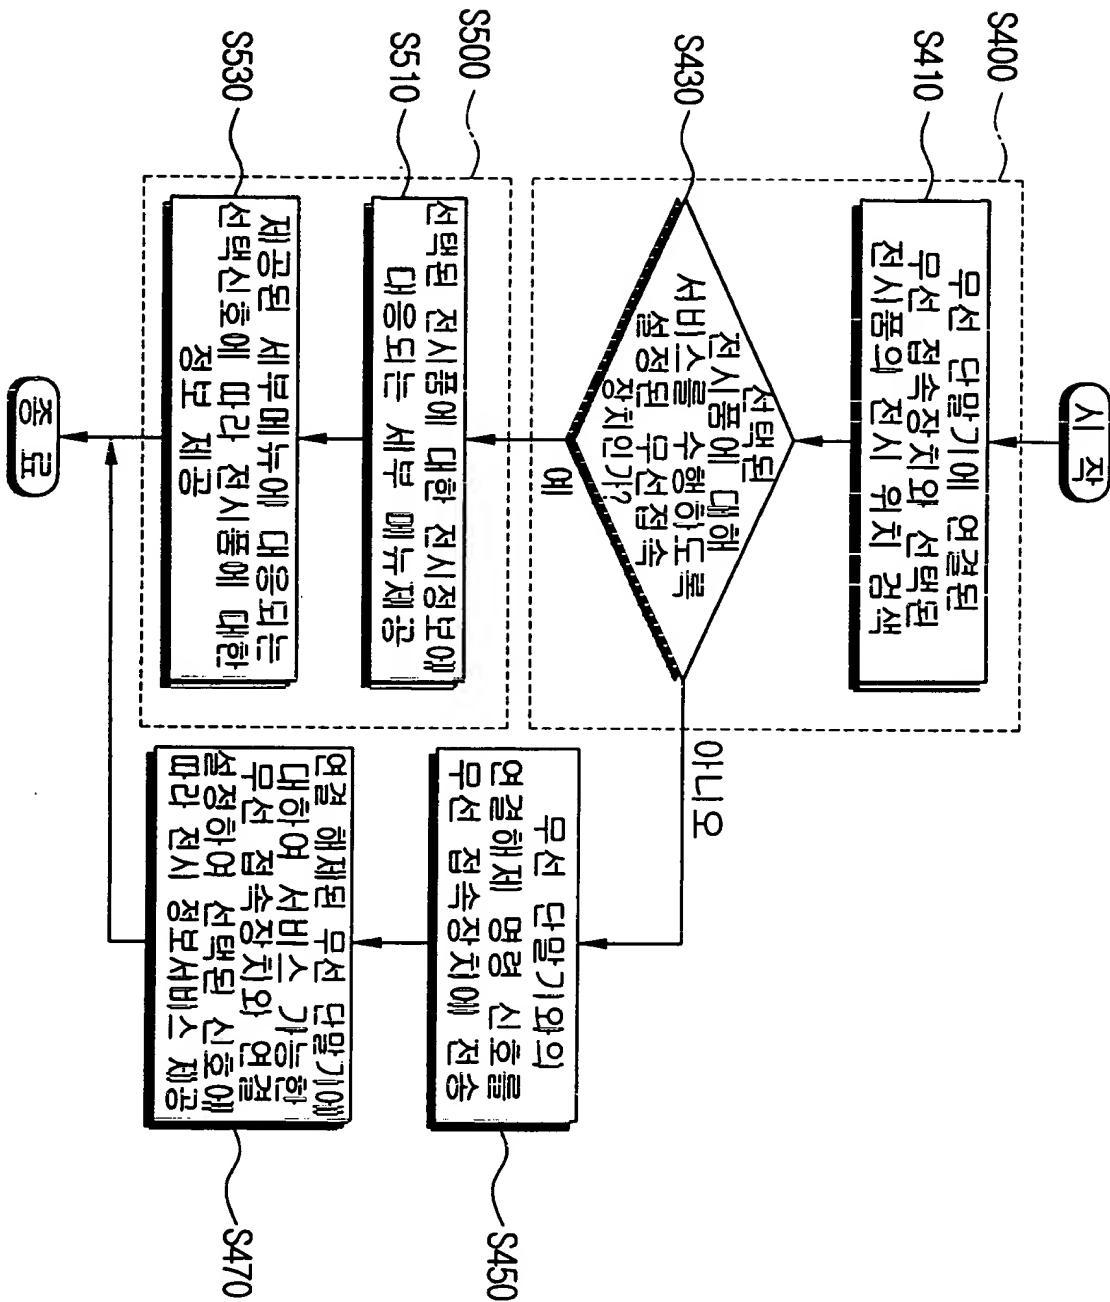 시 작
S400
S410
무선 단말기에 연결된
무선 접속장치와 선택된
전시품의 전시 위치 검색
S430
선택된
전시품에 대해
서비스를 수행하도록
설정된 무선접속
장치인가?
아니오
예
무선 단말기와의
연결해제 명령 신호를
무선 접속장치에 전송
S450
S500
S510
선택된 전시품에 대한 전시정보에
대응되는 세부 메뉴제공
연결 해제된 무선 단말기에
대하여 서비스 가능한
무선 접속장치와 연결
설정하여 선택된 신호에
따라 전시 정보서비스 제공
S470
S530
제공된 세부메뉴에 대응되는
선택신호에 따라 전시품에 대한
정보 제공
종 료